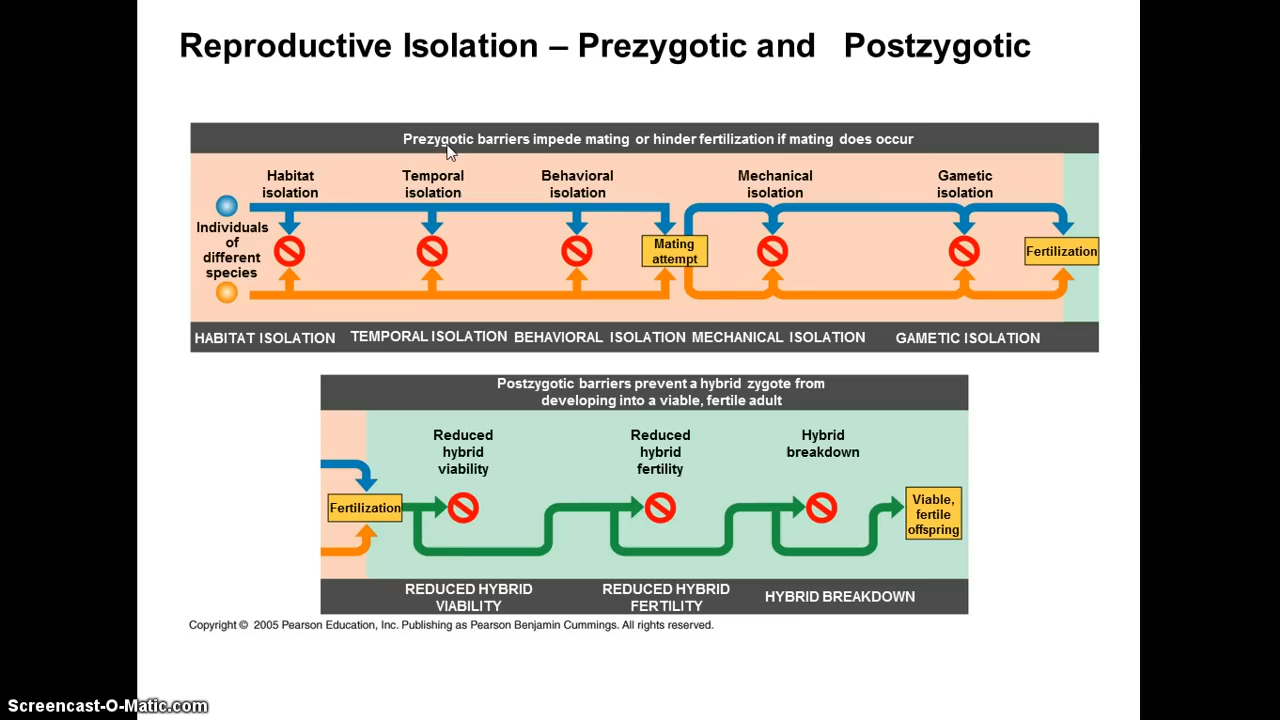 Reproductive Isolation – Prezygotic and Postzygotic
Prezygotic barriers impede mating or hinder fertilization if mating does occur
Habitat
isolation
Temporal
isolation
Behavioral
isolation
Mechanical
isolation
Gametic
isolation
Individuals
of
different
species
Mating
attempt
Fertilization
HABITAT ISOLATION
TEMPORAL ISOLATION
BEHAVIORAL ISOLATION
MECHANICAL ISOLATION
GAMETIC ISOLATION
Postzygotic barriers prevent a hybrid zygote from
developing into a viable, fertile adult
Reduced
hybrid
viability
Reduced
hybrid
fertility
Hybrid
breakdown
Fertilization
Viable,
fertile
offspring
REDUCED HYBRID
VIABILITY
REDUCED HYBRID
FERTILITY
HYBRID BREAKDOWN
Copyright © 2005 Pearson Education, Inc. Publishing as Pearson Benjamin Cummings. All rights reserved.
Screencast-O-Matic.com